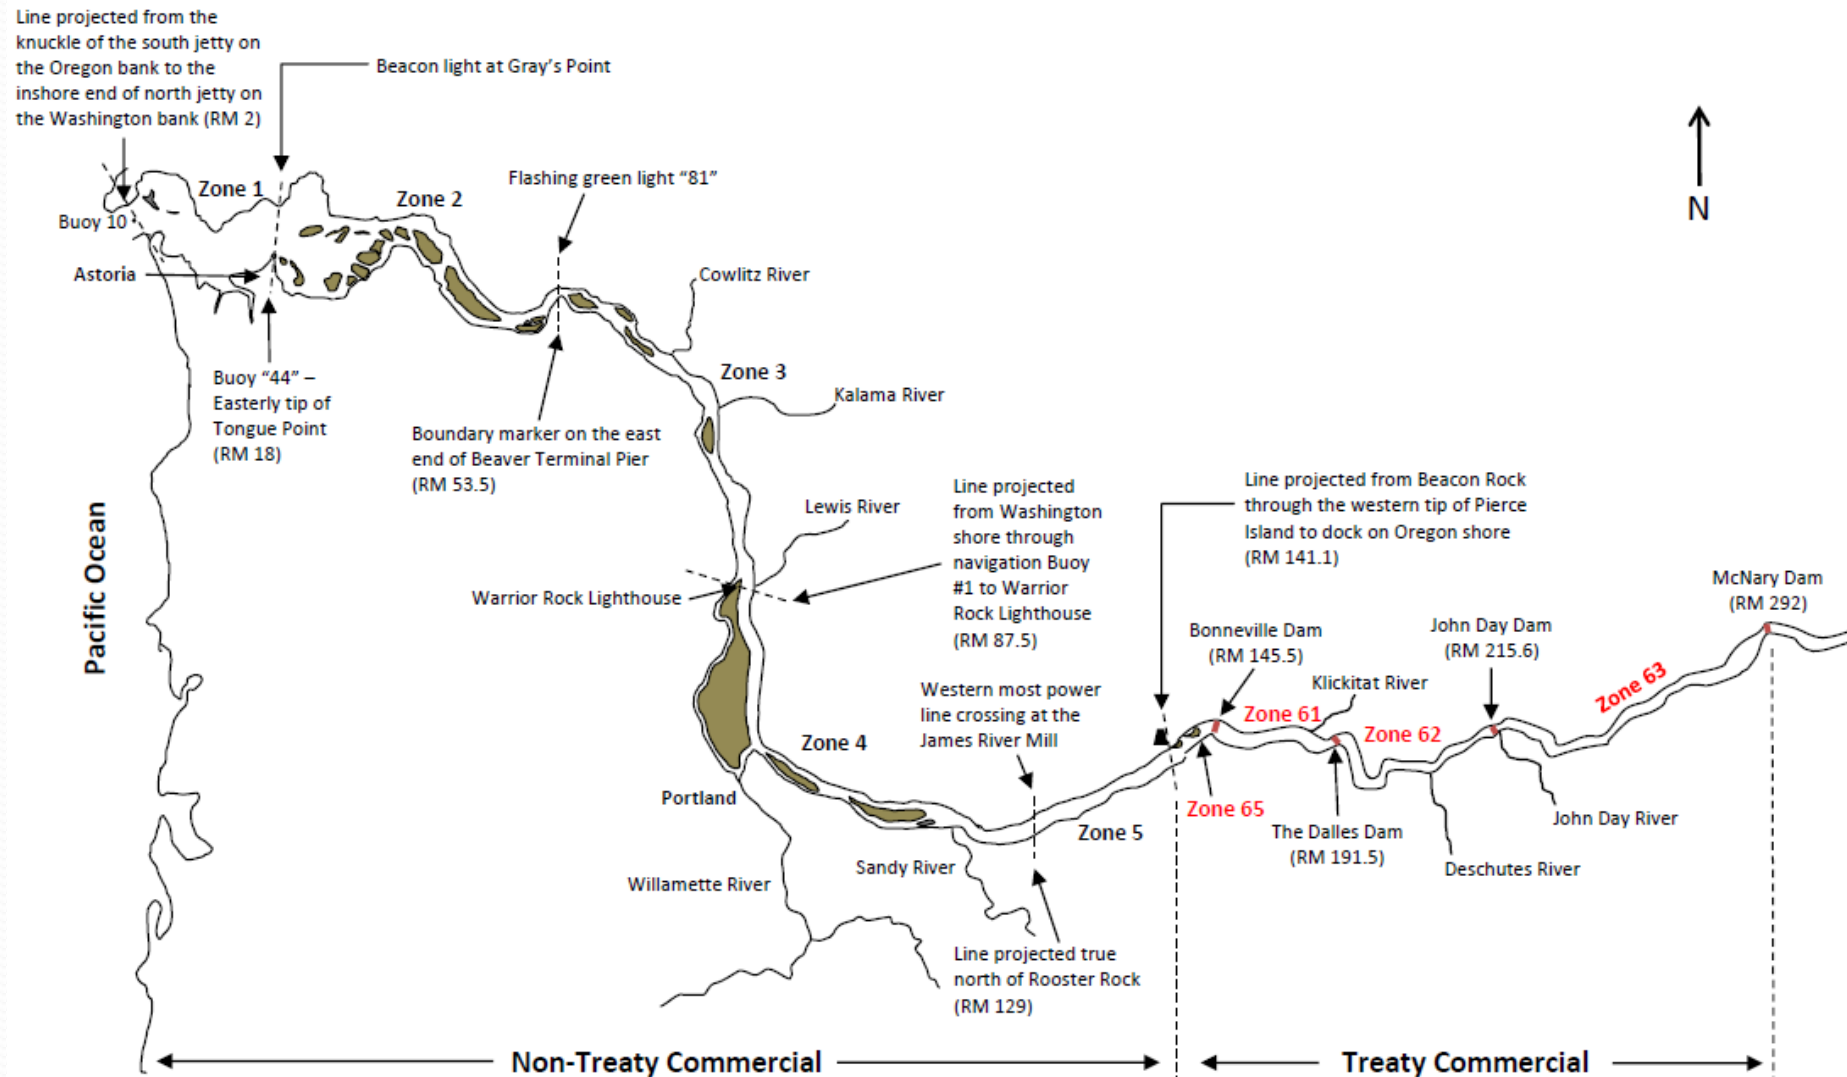 Line projected from the
knuckle of the south jetty on
the Oregon bank to the
inshore end of north jetty on
the Washington bank (RM 2)
Beacon light at Gray's Point
Zone 1
Zone 2
Flashing green light "81"
N
Buoy 10
Astoria
Cowlitz River
Buoy "44" –
Easterly tip of
Tongue Point
(RM 18)
Zone 3
Kalama River
Boundary marker on the east
end of Beaver Terminal Pier
(RM 53.5)
Pacific Ocean
Lewis River
Line projected
from Washington
shore through
navigation Buoy
#1 to Warrior
Rock Lighthouse
(RM 87.5)
Warrior Rock Lighthouse
Line projected from Beacon Rock
through the western tip of Pierce
Island to dock on Oregon shore
(RM 141.1)
McNary Dam
(RM 292)
Bonneville Dam
(RM 145.5)
John Day Dam
(RM 215.6)
Klickitat River
Western most power
line crossing at the
James River Mill
Zone 61
Zone 62
Zone 63
Zone 4
Portland
Zone 5
Zone 65
The Dalles Dam
(RM 191.5)
John Day River
Deschutes River
Sandy River
Willamette River
Line projected true
north of Rooster Rock
(RM 129)
Non-Treaty Commercial
Treaty Commercial